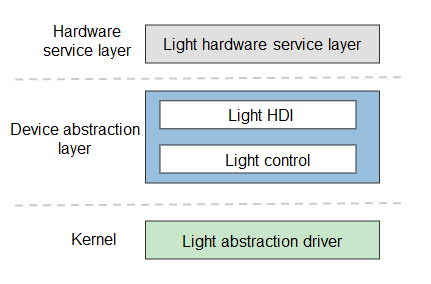 Hardware
service layer
Light hardware service layer
Device abstraction
layer
Light HDI
Light control
Kernel
Light abstraction driver